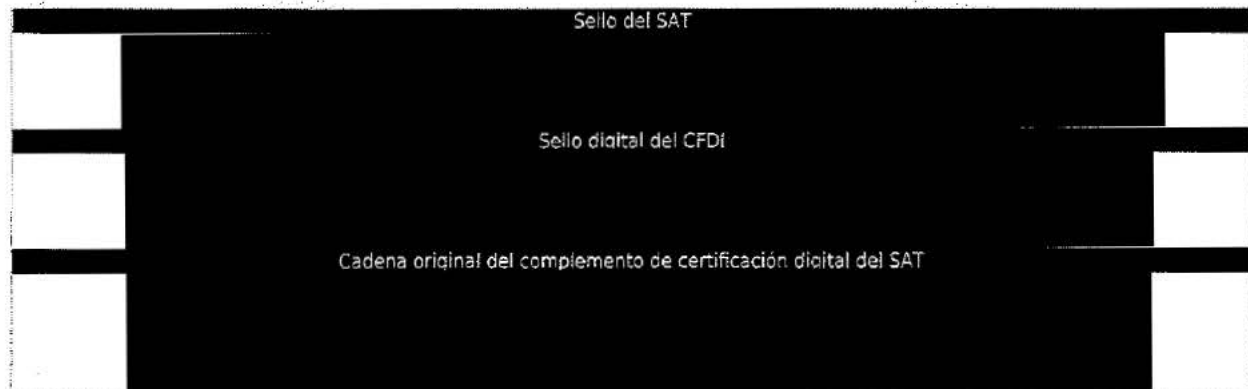 Sello del SAT
Sello digital del CFDi
Cadena original del complemento de certificación digital del SAT